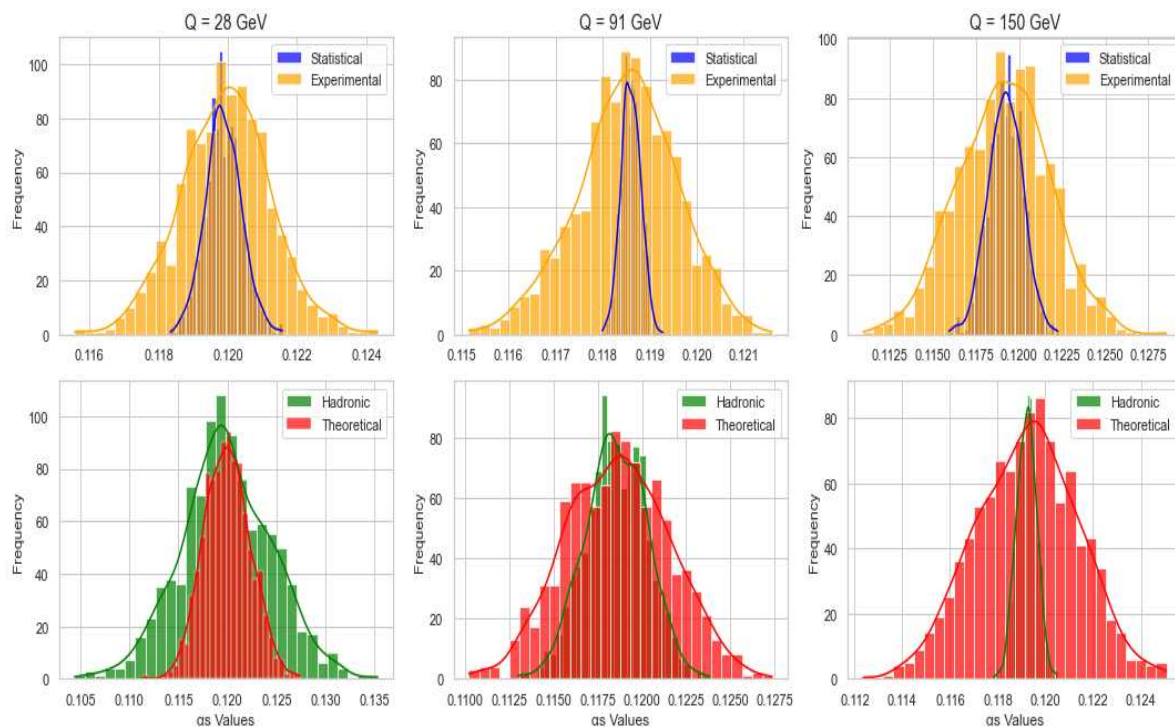 Q = 28 GeV
Q = 91 GeV
Q = 150 GeV
Statistical
Experimental
Statistical
Experimental
Statistical
Experimental
Frequency
Frequency
Frequency
100
80
60
40
20
0
80
60
40
20
0
100
80
60
40
20
0
0.116 0.118 0.120 0.122 0.124
0.115 0.116 0.117 0.118 0.119 0.120 0.121
0.1125 0.1150 0.1175 0.1200 0.1225 0.1250 0.1275
Hadronic
Theoretical
Hadronic
Theoretical
Hadronic
Theoretical
Frequency
Frequency
Frequency
100
80
60
40
20
0
80
60
40
20
0
80
60
40
20
0
0.105 0.110 0.115 0.120 0.125 0.130 0.135
0.1100 0.1125 0.1150 0.1175 0.1200 0.1225 0.1250 0.1275
0.112 0.114 0.116 0.118 0.120 0.122 0.124
αs Values
αs Values
αs Values